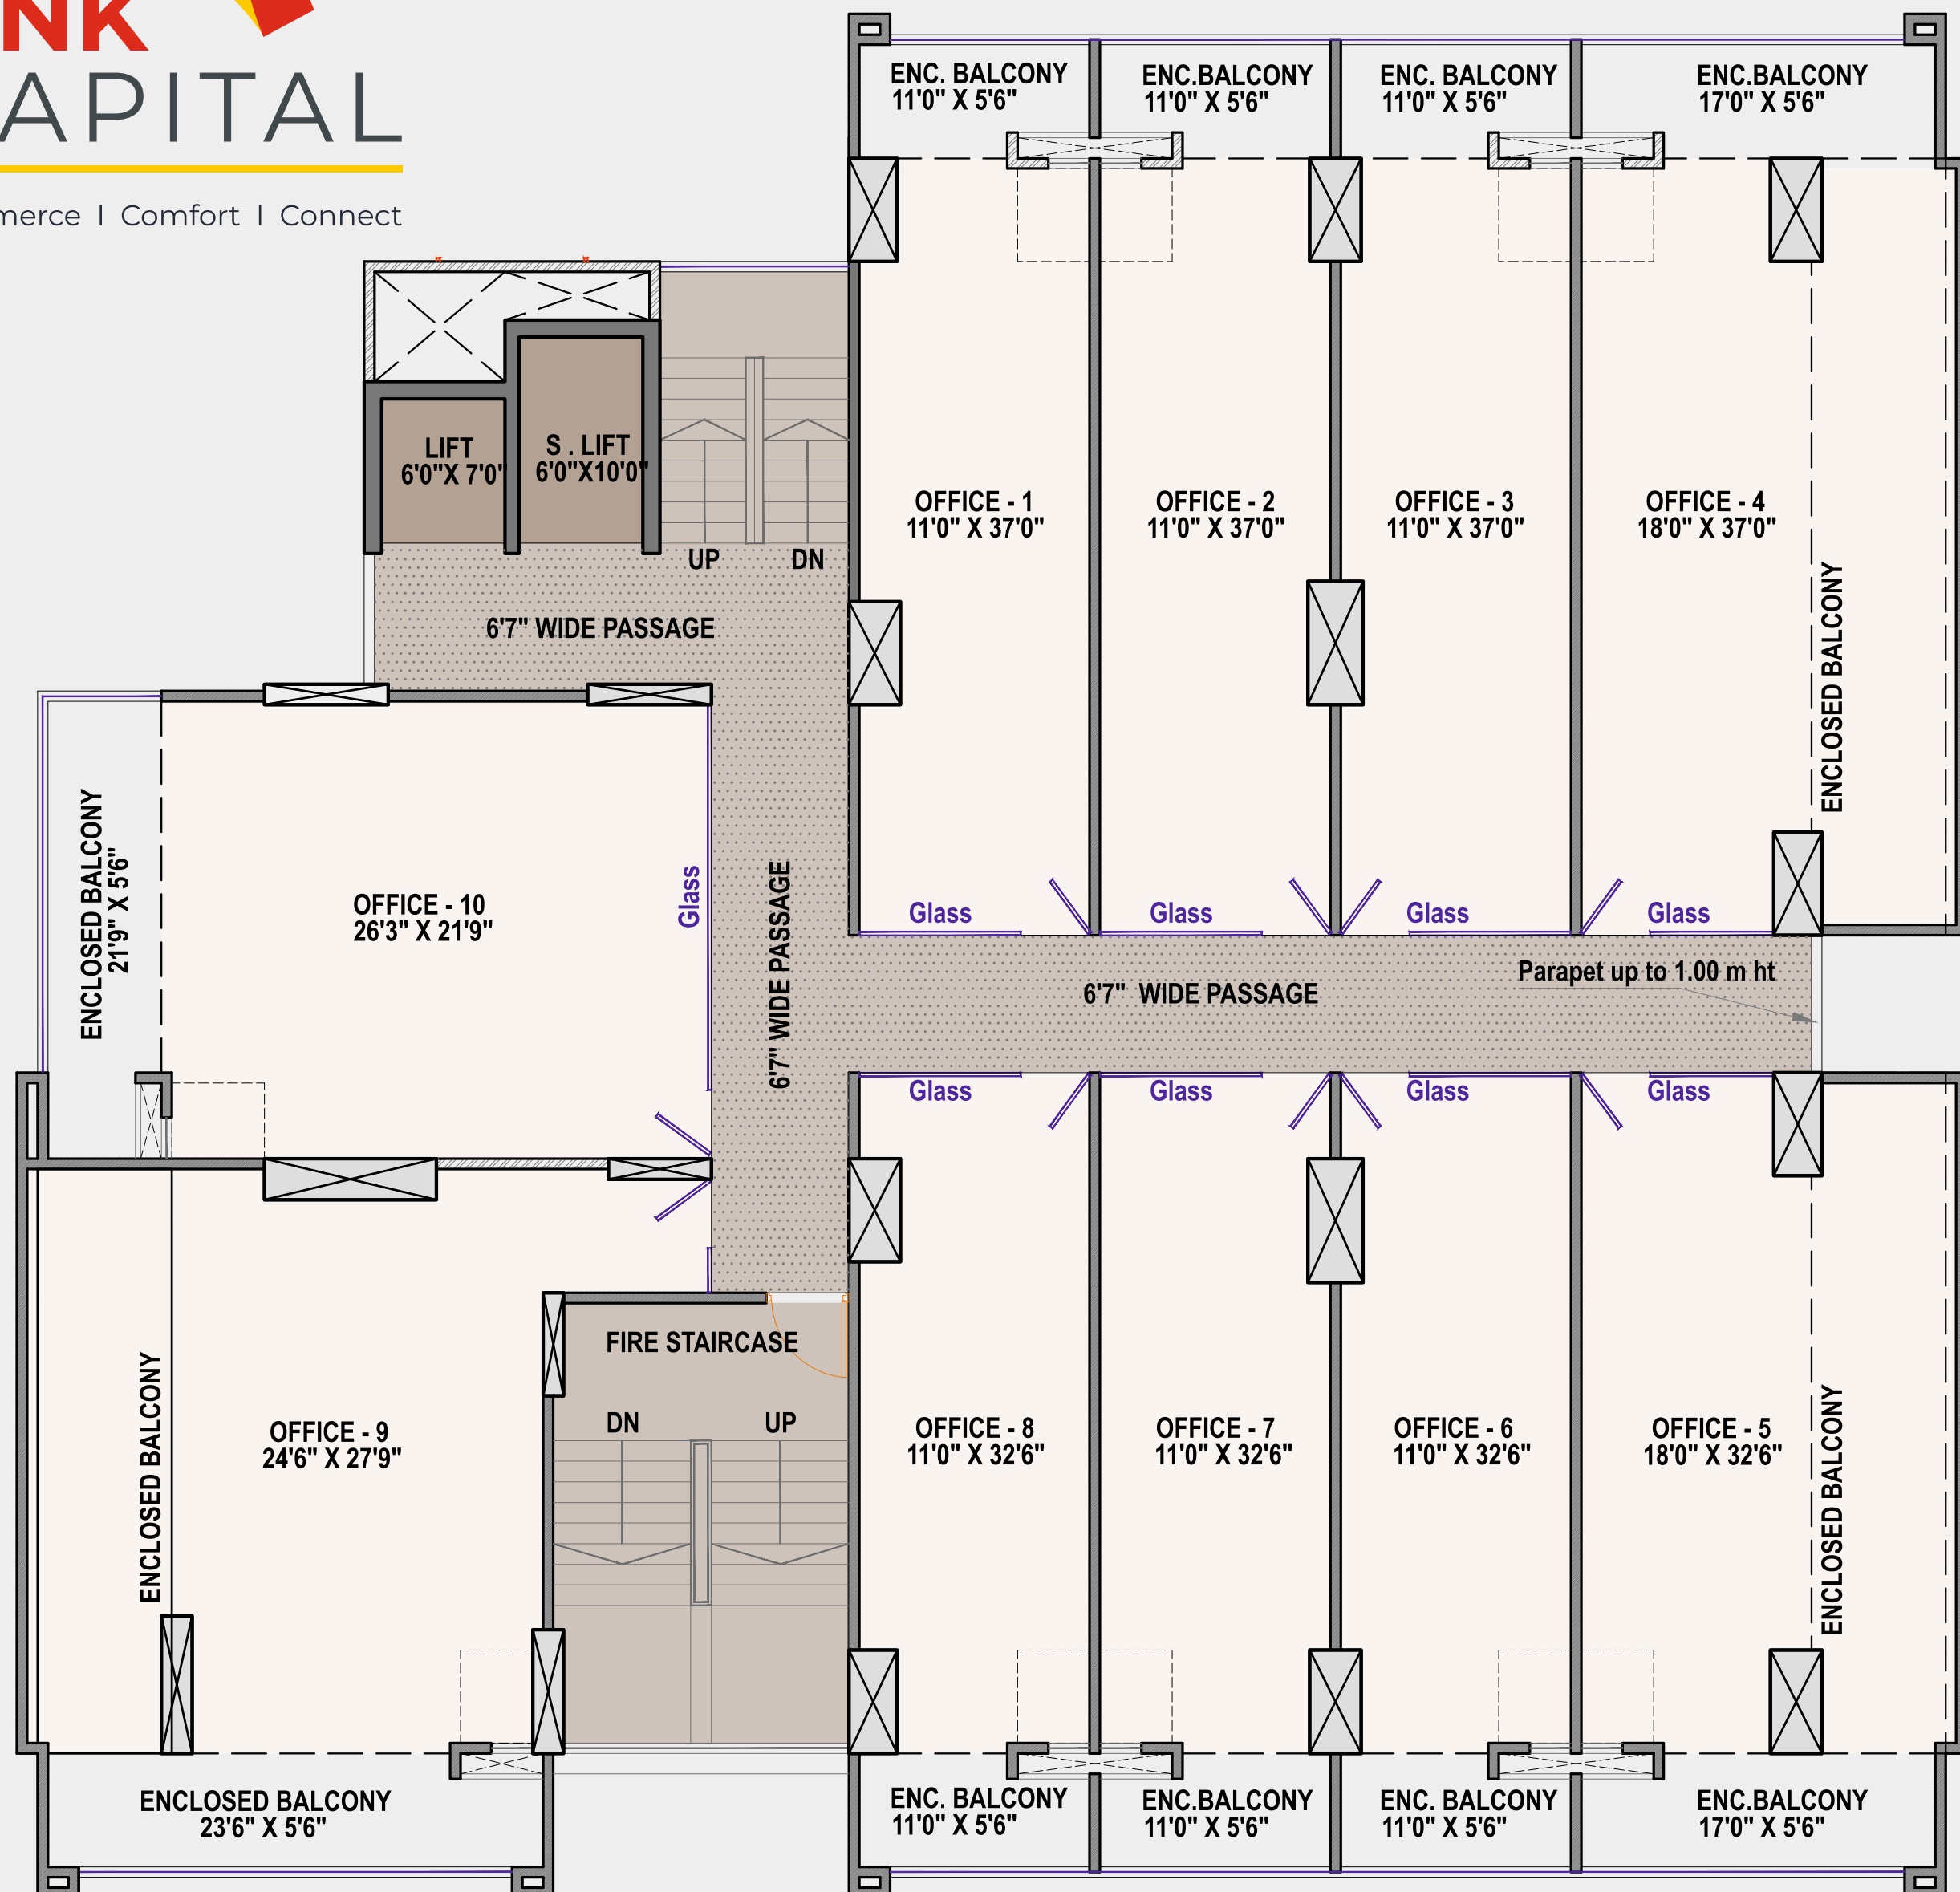 NK
APITAL
merce I Comfort I Connect
ENC. BALCONY
11'0" X 5'6"
ENC.BALCONY
11'0" X 5'6"
ENC. BALCONY
11'0" X 5'6"
ENC.BALCONY
17'0" X 5'6"
LIFT
6'0"X 7'0"
S . LIFT
6'0"X10'0"
UP
DN
6'7" WIDE PASSAGE
OFFICE - 1
11'0" X 37'0"
OFFICE - 2
11'0" X 37'0"
OFFICE - 3
11'0" X 37'0"
OFFICE - 4
18'0" X 37'0"
ENCLOSED BALCONY
ENCLOSED BALCONY
21'9" X 5'6"
OFFICE - 10
26'3" X 21'9"
Glass
6'7" WIDE PASSAGE
Glass
Glass
Glass
Glass
6'7" WIDE PASSAGE
Parapet up to 1.00 m ht
Glass
Glass
Glass
Glass
FIRE STAIRCASE
DN
UP
ENCLOSED BALCONY
OFFICE - 9
24'6" X 27'9"
OFFICE - 8
11'0" X 32'6"
OFFICE - 7
11'0" X 32'6"
OFFICE - 6
11'0" X 32'6"
OFFICE - 5
18'0" X 32'6"
ENCLOSED BALCONY
ENCLOSED BALCONY
23'6" X 5'6"
ENC. BALCONY
11'0" X 5'6"
ENC.BALCONY
11'0" X 5'6"
ENC. BALCONY
11'0" X 5'6"
ENC.BALCONY
17'0" X 5'6"